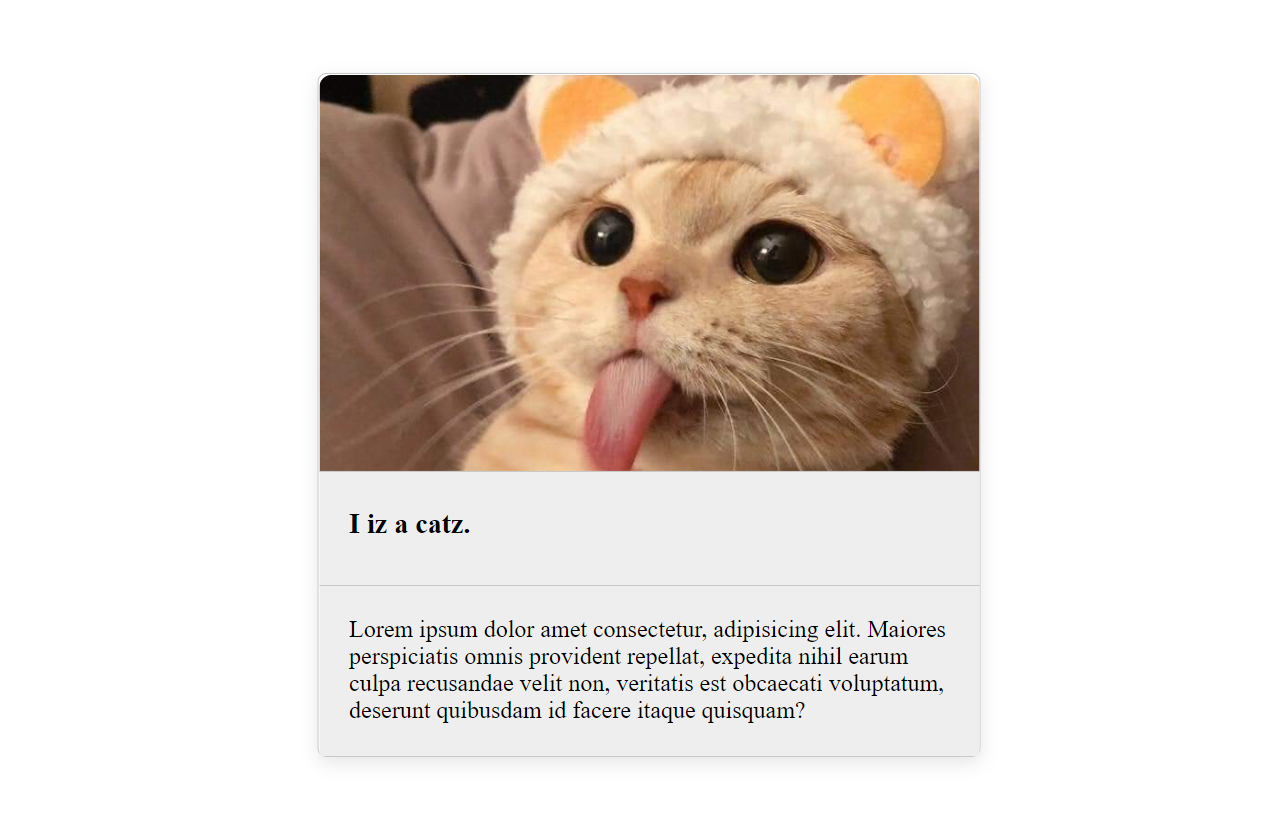 I iz a catz.
Lorem ipsum dolor amet consectetur, adipisicing elit. Maiores
perspiciatis omnis provident repellat, expedita nihil earum
culpa recusandae velit non, veritatis est obcaecati voluptatum,
deserunt quibusdam id facere itaque quisquam?